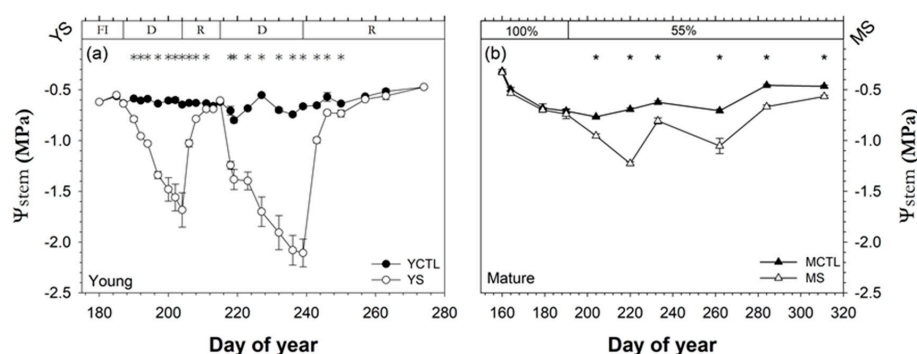 YS
FI D R D R
(a) * * * * * * * * * * * * * * * * * *
Ψstem (MPa)
-0.5
-1.0
-1.5
-2.0
-2.5
Young
YCTL
YS
180 200 220 240 260 280
Day of year
100% 55%
MS
(b) * * * * * *
-0.5
-1.0
-1.5
-2.0
-2.5
Ψstem (MPa)
Mature
MCTL
MS
160 180 200 220 240 260 280 300 320
Day of year